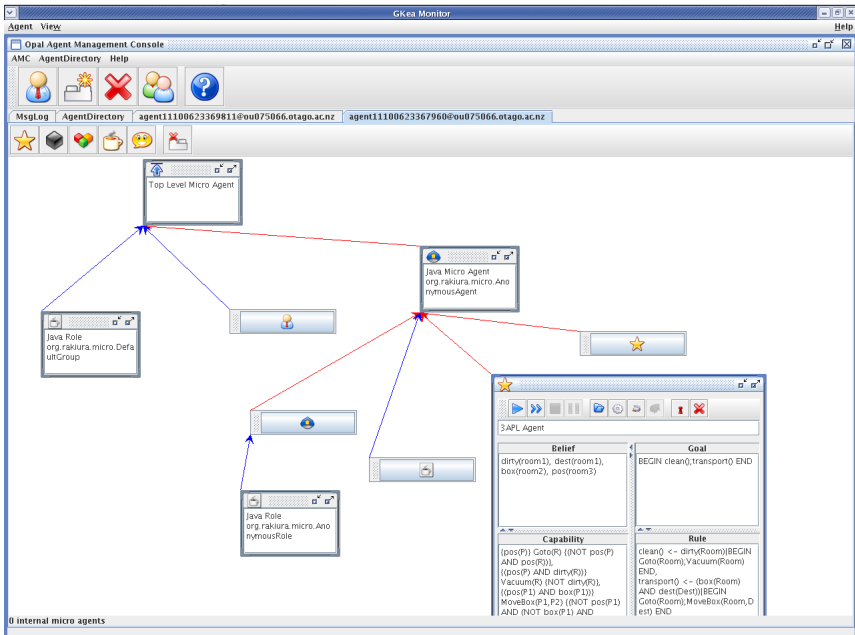 GKea Monitor
Agent View Help
Opal Agent Management Console
AMC AgentDirectory Help
MsgLog AgentDirectory agent11100623369811@ou075066.otago.ac.nz agent11100623367960@ou075066.otago.ac.nz
Top Level Micro Agent
Java Micro Agent
org.rakiura.micro.Ano
nymousAgent
Java Role
org.rakiura.micro.Defa
ultGroup
Java Role
org.rakiura.micro.Ano
nymousRole
3APL Agent
Belief
dirty(room1), dest(room1),
box(room2), pos(room3)
Goal
BEGIN clean();transport() END
Capability
{pos(P)} Goto(R) {(NOT pos(P)
AND pos(R))},
{(pos(P) AND dirty(R))}
Vacuum(R) {NOT dirty(R)},
{(pos(P1) AND box(P1))}
MoveBox(P1,P2) {(NOT pos(P1)
AND (NOT box(P1) AND
Rule
clean() <- dirty(Room)|BEGIN
Goto(Room);Vacuum(Room)
END,
transport() <- (box(Room)
AND dest(Dest))|BEGIN
Goto(Room);MoveBox(Room,D
est) END
0 internal micro agents